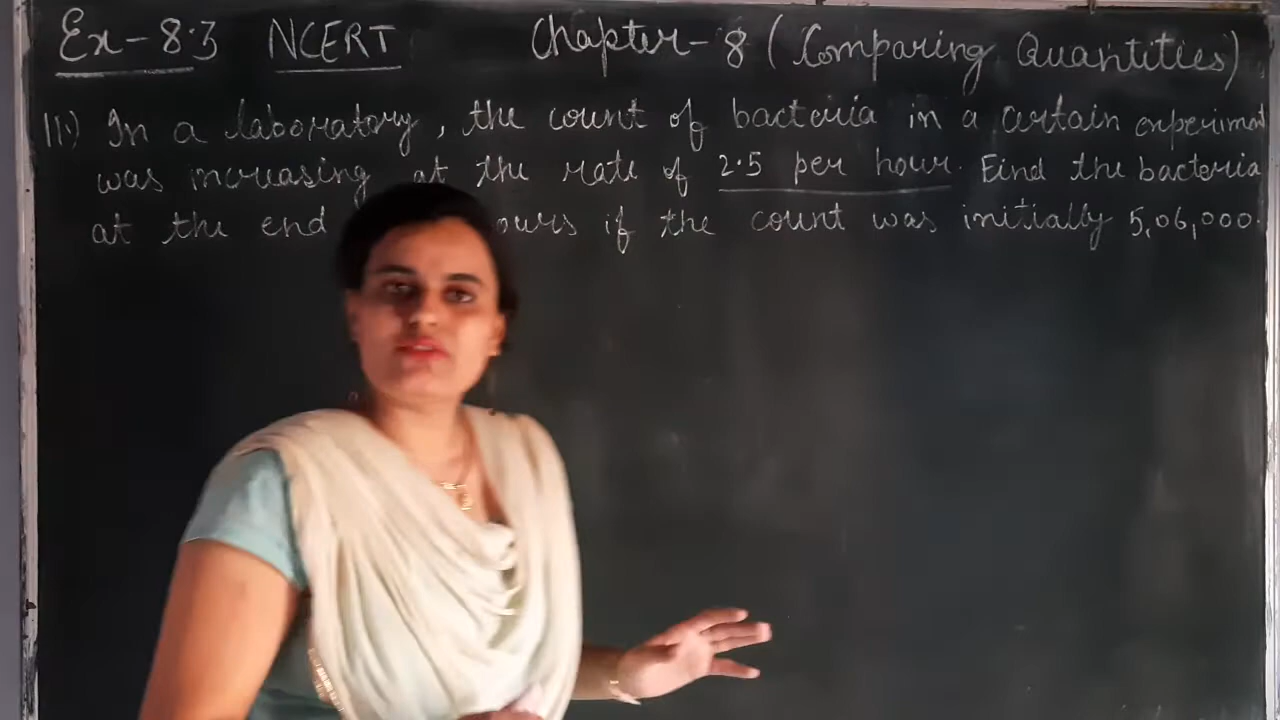 Ex-8.3 NCERT Chapter-8 (Comparing Quantities)
11.) In a laboratory, the count of bacteria in a certain experiment
was increasing at the rate of 2.5 per hour. Find the bacteria
at the end if the count was initially 5,06,000.